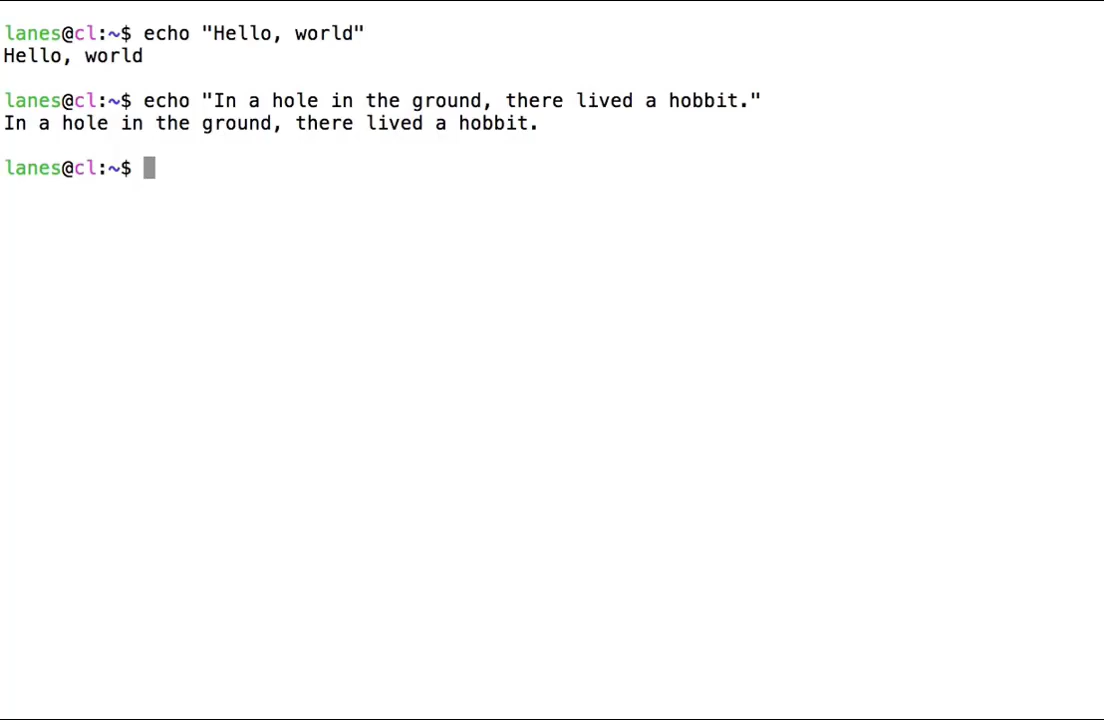 lanes@cl:~$ echo "Hello, world"
Hello, world
lanes@cl:~$ echo "In a hole in the ground, there lived a hobbit."
In a hole in the ground, there lived a hobbit.
lanes@cl:~$